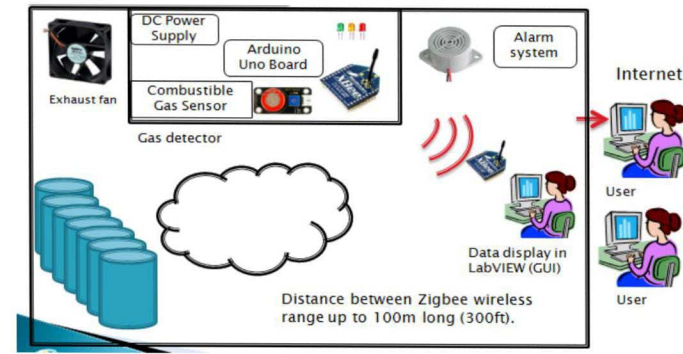 DC Power
Supply
Arduino
Uno Board
Alarm
system
Internet
Combustible
Gas Sensor
XBee
Exhaust fan
Gas detector
User
Data display in
LabVIEW (GUI)
Distance between Zigbee wireless
range up to 100m long (300ft).
User